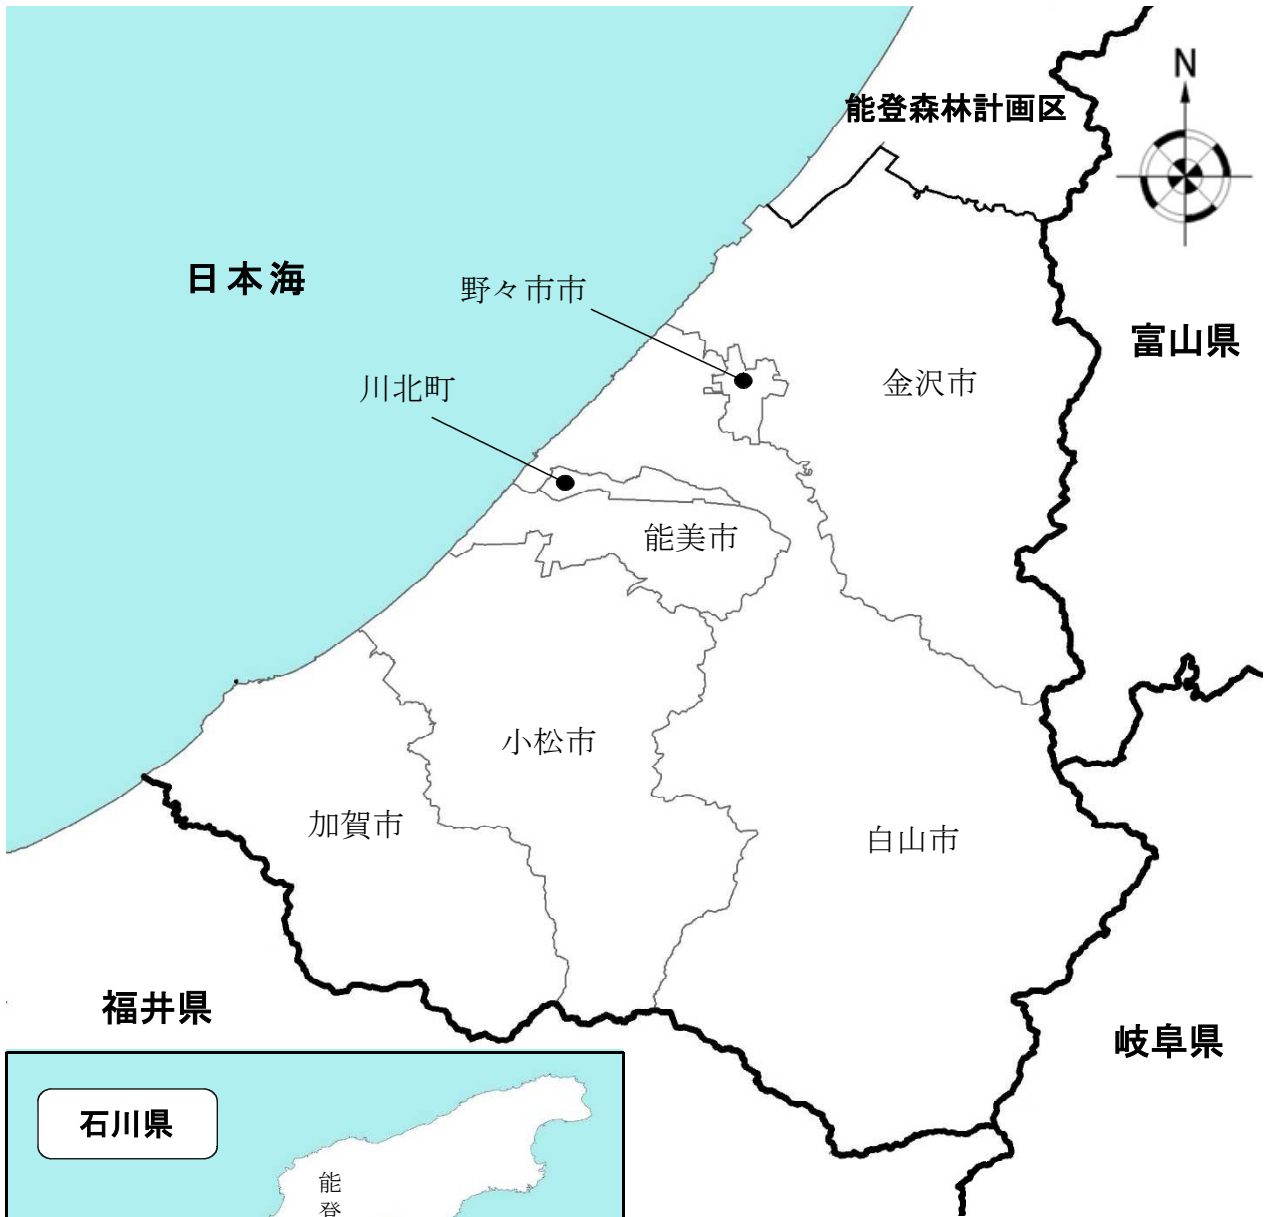 N
能登森林計画区
日本海
野々市市
富山県
川北町
金沢市
能美市
小松市
加賀市
白山市
福井県
岐阜県
石川県
能
登